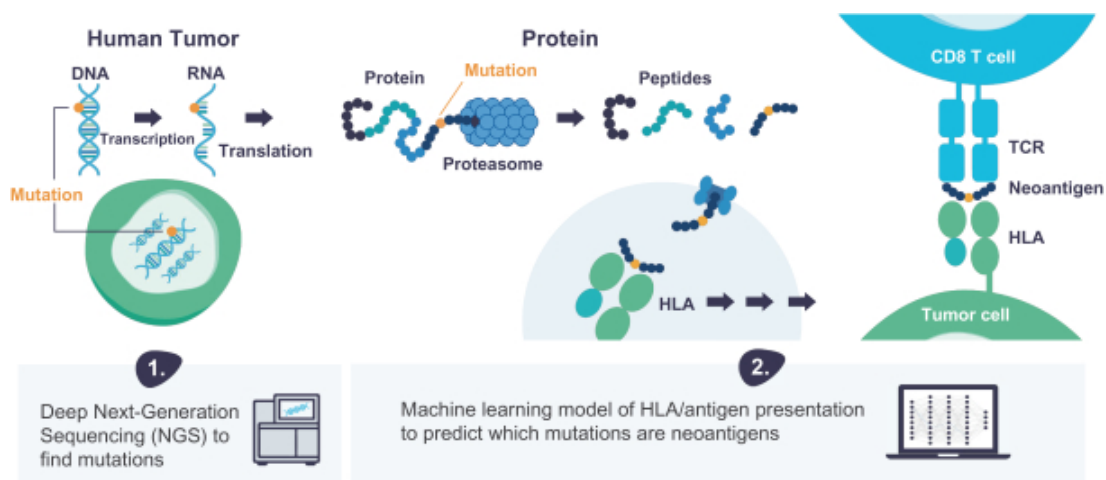 Human Tumor
DNA
RNA
Transcription
Translation
Mutation
Protein
Protein
Mutation
Proteasome
Peptides
HLA
CD8 T cell
TCR
Neoantigen
HLA
Tumor cell
1.
Deep Next-Generation
Sequencing (NGS) to
find mutations
2.
Machine learning model of HLA/antigen presentation
to predict which mutations are neoantigens